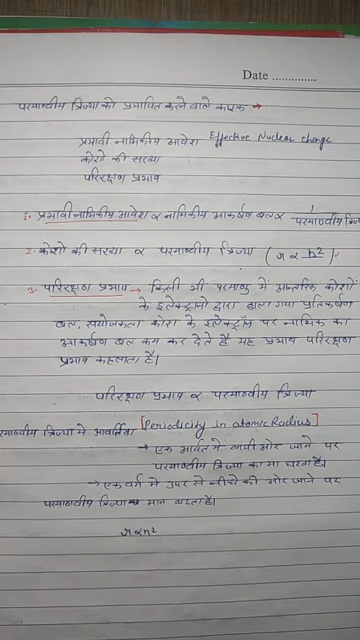 Date ..............
परमाण्वीय त्रिज्या को प्रभावित करने वाले कारक →
प्रभावी नाभिकीय आवेश Effective Nuclear charge
कोशों की संख्या
परिरक्षण प्रभाव
1. प्रभावी नाभिकीय आवेश ∝ नाभिकीय आकर्षण बल ∝ 1/परमाण्वीय त्रिज्या
2. कोशों की संख्या ∝ परमाण्वीय त्रिज्या (r ∝ n²)
3. परिरक्षण प्रभाव → किसी भी परमाणु में आन्तरिक कोशों
के इलेक्ट्रानों द्वारा डाला गया प्रतिकर्षण
बल, संयोजकता कोश के इलेक्ट्रॉन पर नाभिक का
आकर्षण बल कम कर देते हैं यह प्रभाव परिरक्षण
प्रभाव कहलाता है।
परिरक्षण प्रभाव ∝ परमाण्वीय त्रिज्या
परमाण्वीय त्रिज्या में आवर्तिता [Periodicity in atomic Radius]
→ एक आवर्त में बायी ओर जाने पर
परमाण्वीय त्रिज्या का मा घटता है।
→ एक वर्ग में उपर से नीचे की ओर जाने पर
परमाण्वीय त्रिज्या मान बढता है।
r ∝ n²